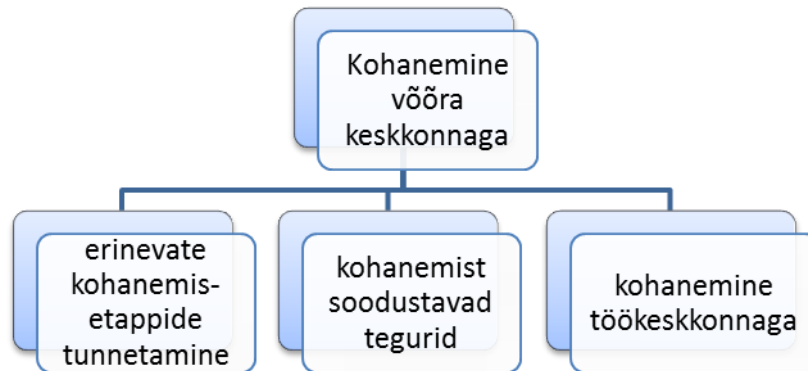 Kohanemine
võõra
keskkonnaga
erinevate
kohanemis-
etappide
tunnetamine
kohanemist
soodustavad
tegurid
kohanemine
töökeskkonnaga